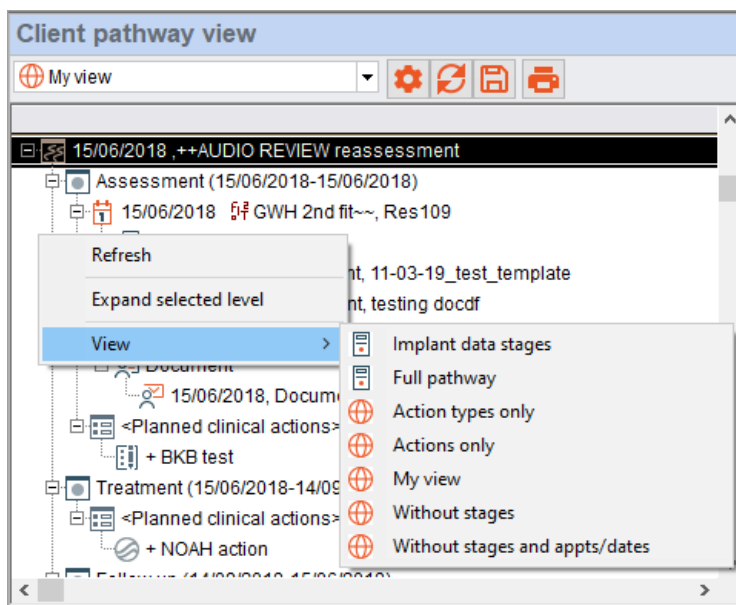 Client pathway view
My view
15/06/2018 ,++AUDIO REVIEW reassessment
Assessment (15/06/2018-15/06/2018)
15/06/2018 GWH 2nd fit~~, Res109
nt, 11-03-19_test_template
nt, testing docdf
Refresh
Expand selected level
View
Document
15/06/2018, Docum
<Planned clinical actions>
+ BKB test
Treatment (15/06/2018-14/09
<Planned clinical actions>
+ NOAH action
Implant data stages
Full pathway
Action types only
Actions only
My view
Without stages
Without stages and appts/dates